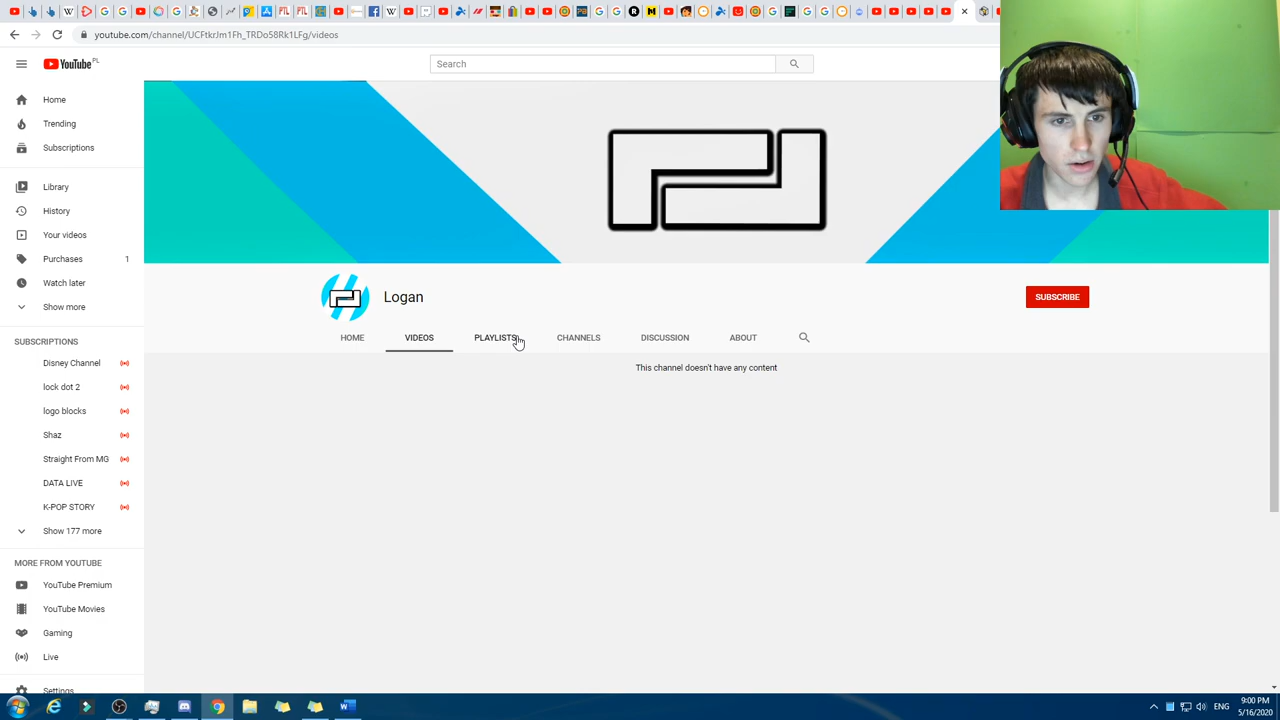 youtube.com/channel/UCFtkrJm1Fh_TRDo58Rk1LFg/videos
YouTube PL
Search
Home
Trending
Subscriptions
Library
History
Your videos
Purchases 1
Watch later
Show more
SUBSCRIPTIONS
Disney Channel
lock dot 2
logo blocks
Shaz
Straight From MG
DATA LIVE
K-POP STORY
Show 177 more
MORE FROM YOUTUBE
YouTube Premium
YouTube Movies
Gaming
Live
Settings
Logan
SUBSCRIBE
HOME VIDEOS PLAYLISTS CHANNELS DISCUSSION ABOUT
This channel doesn't have any content
ENG
9:00 PM
5/16/2020